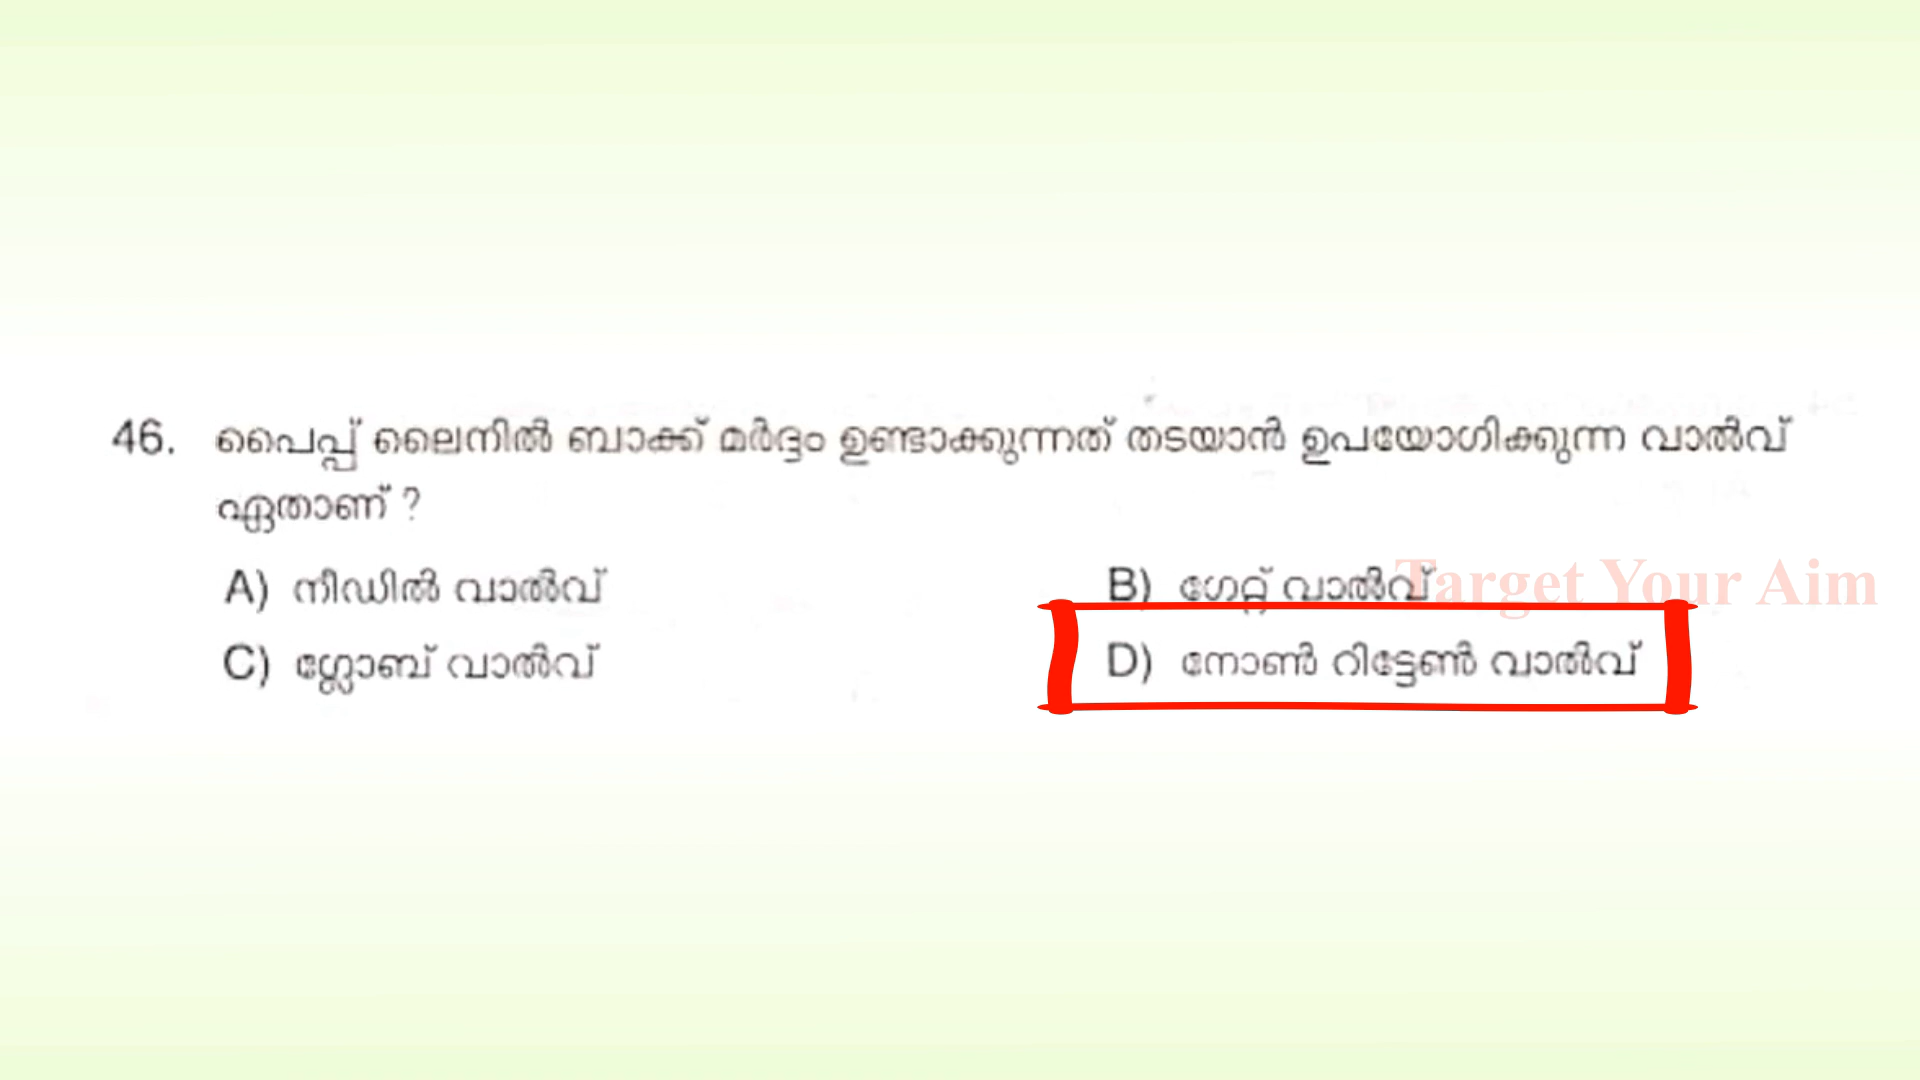 46. പൈപ്പ് ലൈനിൽ ബാക്ക് മർദ്ദം ഉണ്ടാക്കുന്നത് തടയാൻ ഉപയോഗിക്കുന്ന വാൽവ്
ഏതാണ് ?
A) നീഡിൽ വാൽവ്
B) ഗേറ്റ് വാൽവ്
C) ഗ്ലോബ് വാൽവ്
D) നോൺ റിട്ടേൺ വാൽവ്
Target Your Aim